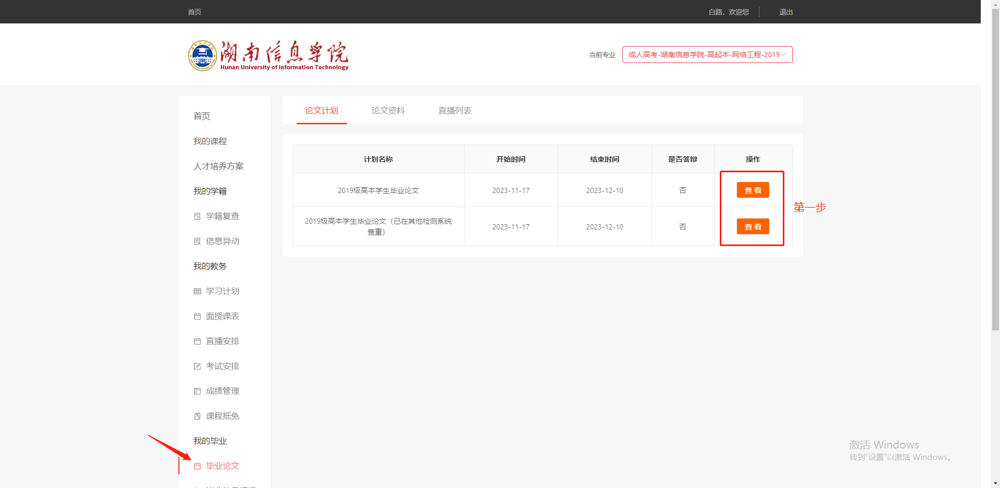 首页
白路，欢迎您
退出
湖南信息学院
Hunan University of Information Technology
当前专业
成人高考-湖南信息学院-高起本-网络工程-2019
首页
我的课程
人才培养方案
我的学籍
学籍复查
信息异动
我的教务
学习计划
面授课表
直播安排
考试安排
成绩管理
课程抵免
我的毕业
毕业论文
论文计划
论文资料
直播列表
计划名称
开始时间
结束时间
是否答辩
操作
2019级高本学生毕业论文
2023-11-17
2023-12-10
否
查 看
2019级高本学生毕业论文（已在其他检测系统
查重）
2023-11-17
2023-12-10
否
查 看
第一步
激活 Windows
转到“设置”以激活 Windows。